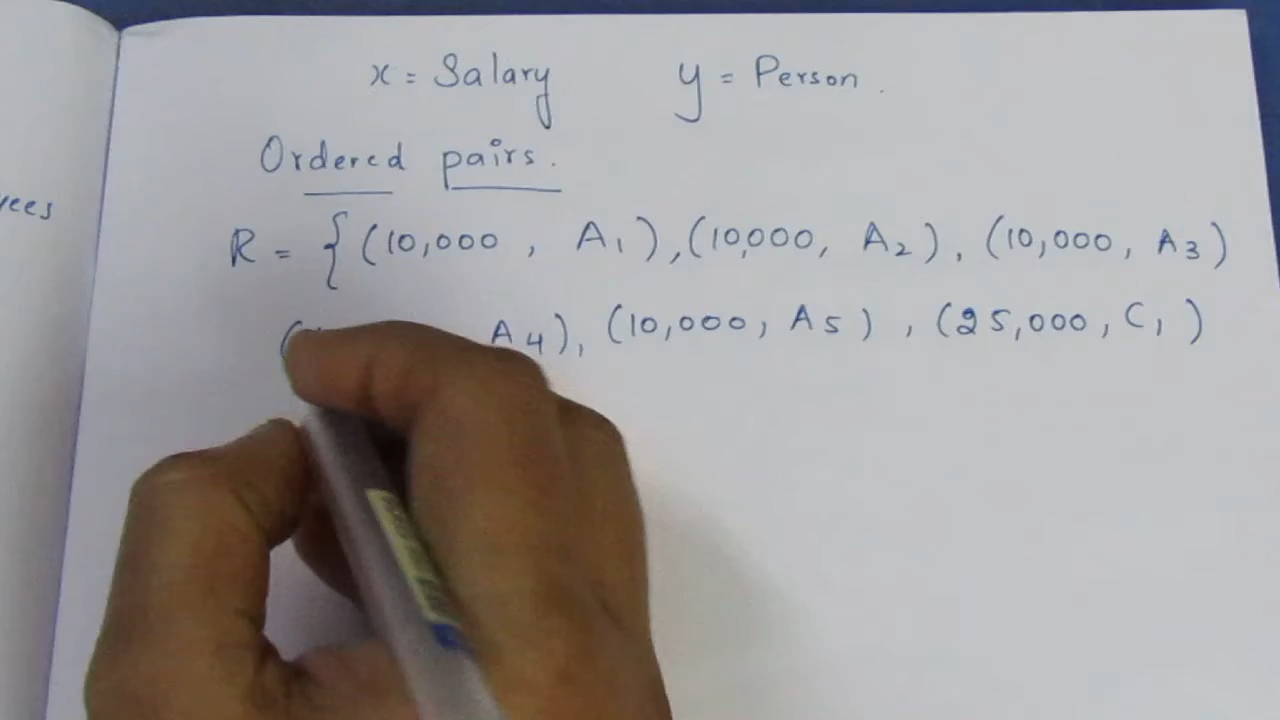 x = Salary y = Person.
Ordered pairs.
R = {(10,000, A1), (10,000, A2), (10,000, A3)
( A4), (10,000, A5), (25,000, C1)